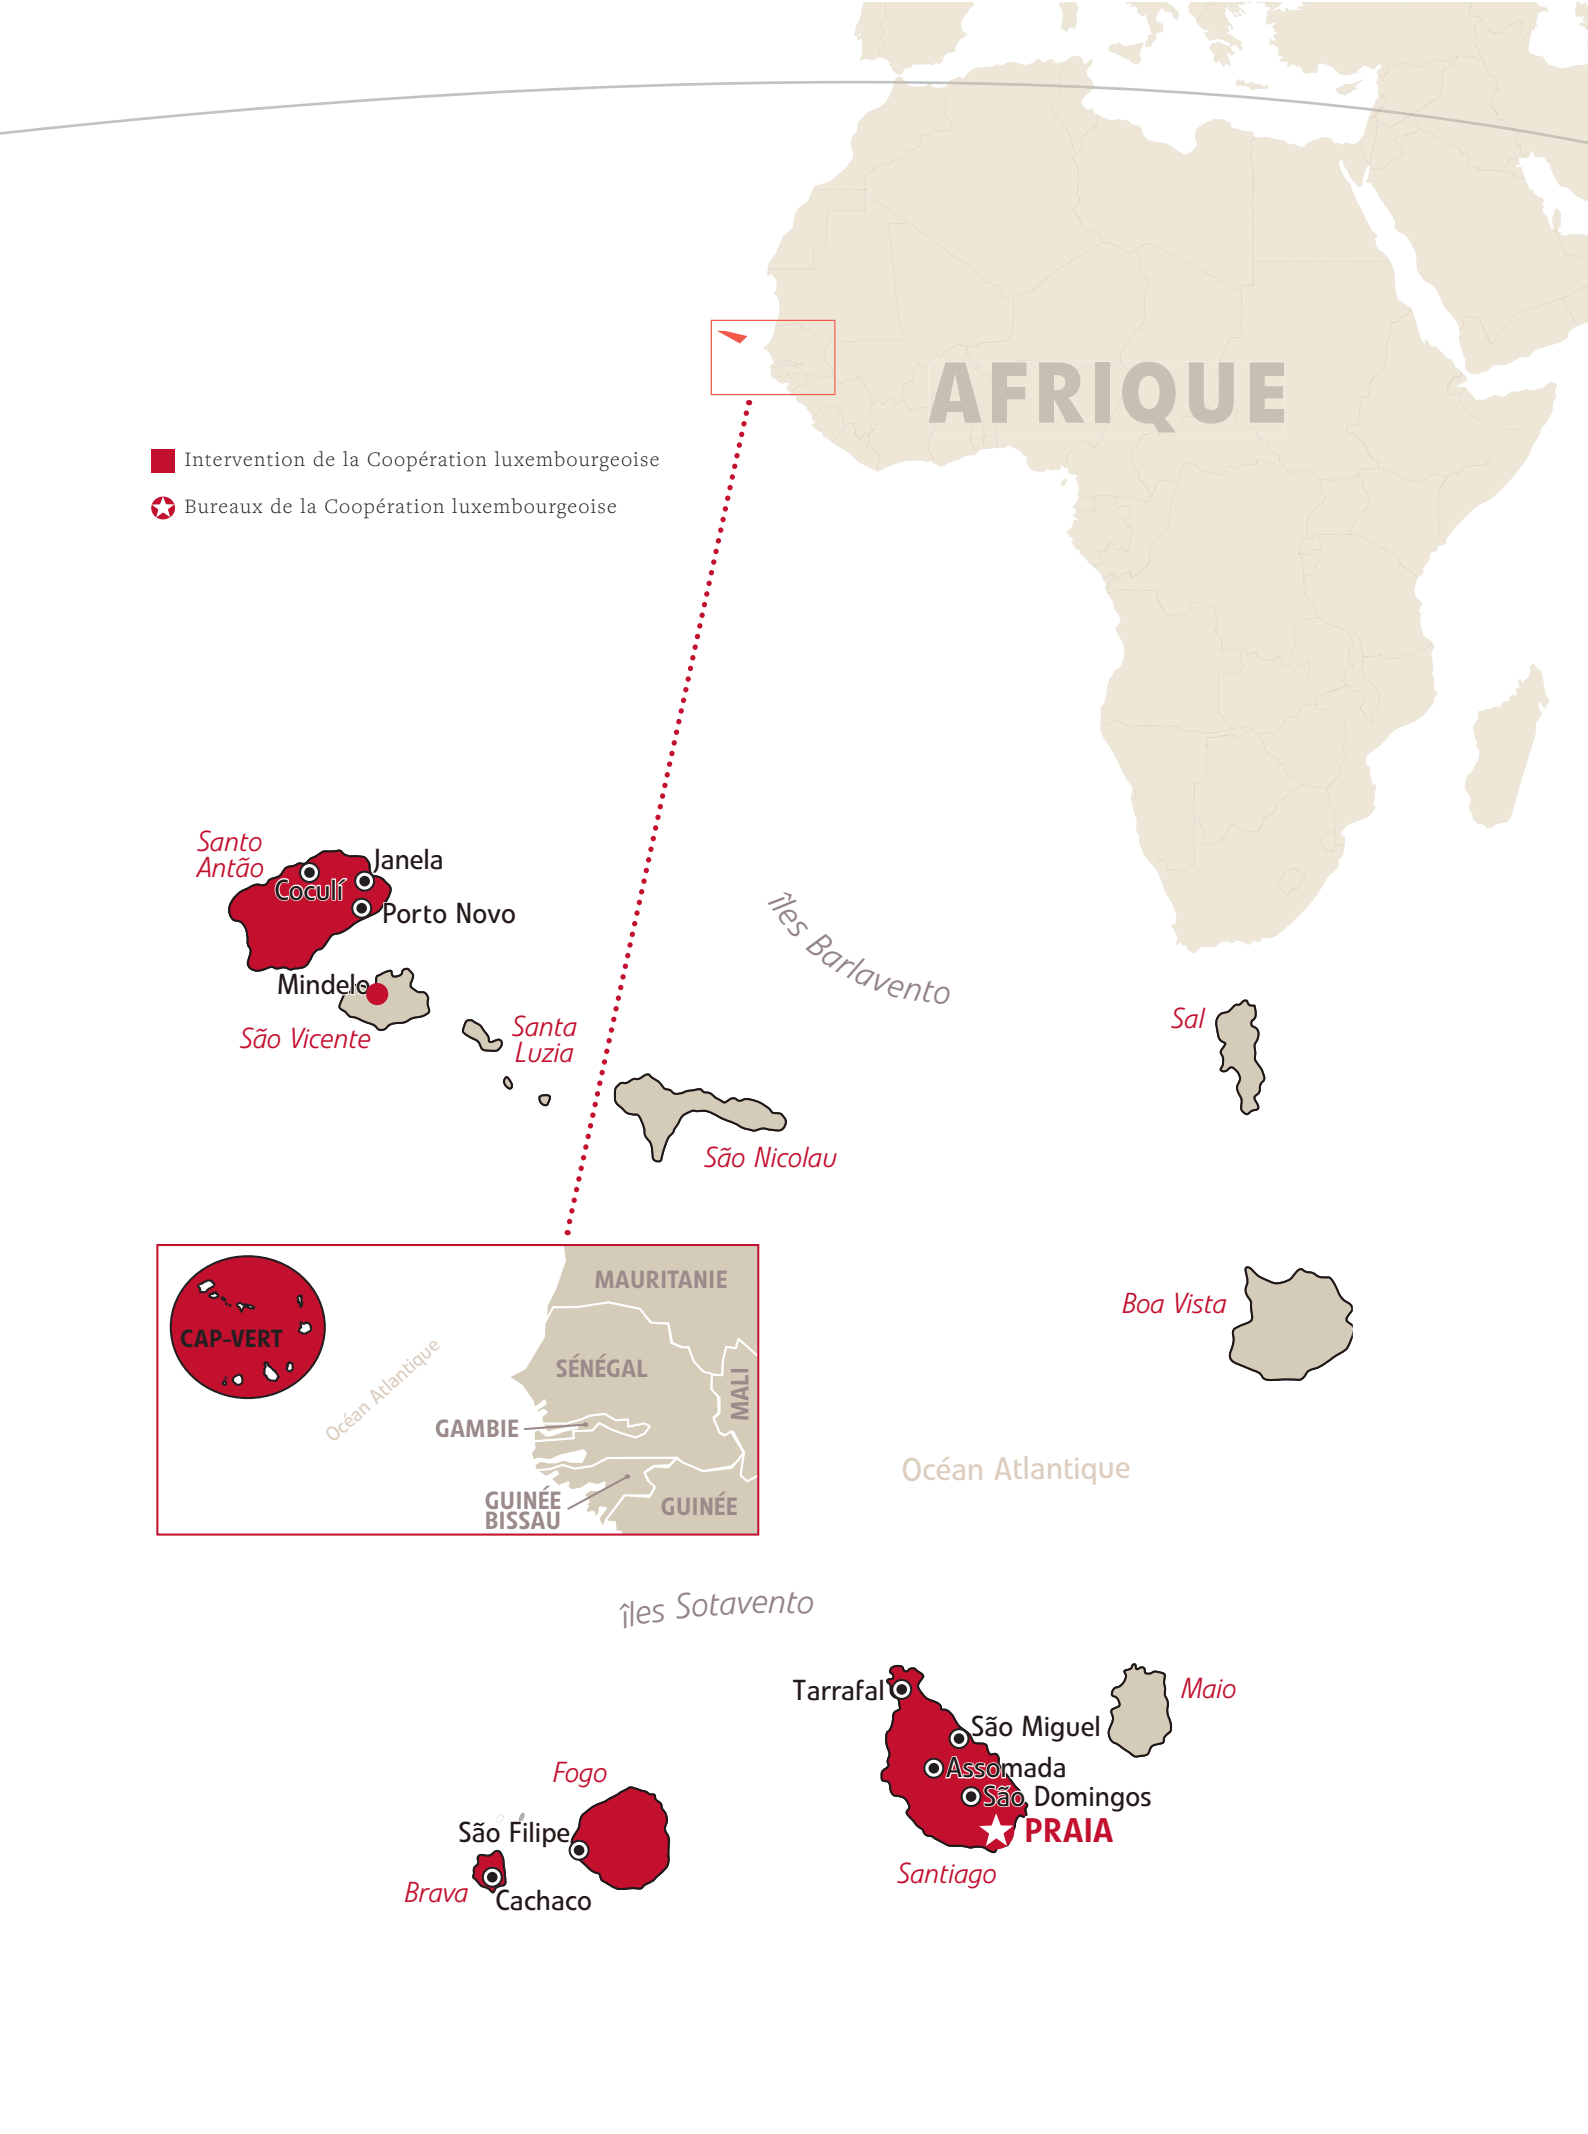 AFRIQUE
Intervention de la Coopération luxembourgeoise
Bureaux de la Coopération luxembourgeoise
Santo
Antão
Janela
Coculí
Porto Novo
îles Barlavento
Mindelo
São Vicente
Santa
Luzia
Sal
São Nicolau
MAURITANIE
Boa Vista
CAP-VERT
Océan Atlantique
SÉNÉGAL
MALI
GAMBIE
Océan Atlantique
GUINÉE
BISSAU
GUINÉE
îles Sotavento
Tarrafal
Maio
São Miguel
Assomada
Fogo
São Domingos
São Filipe
PRAIA
Santiago
Brava
Cachaco